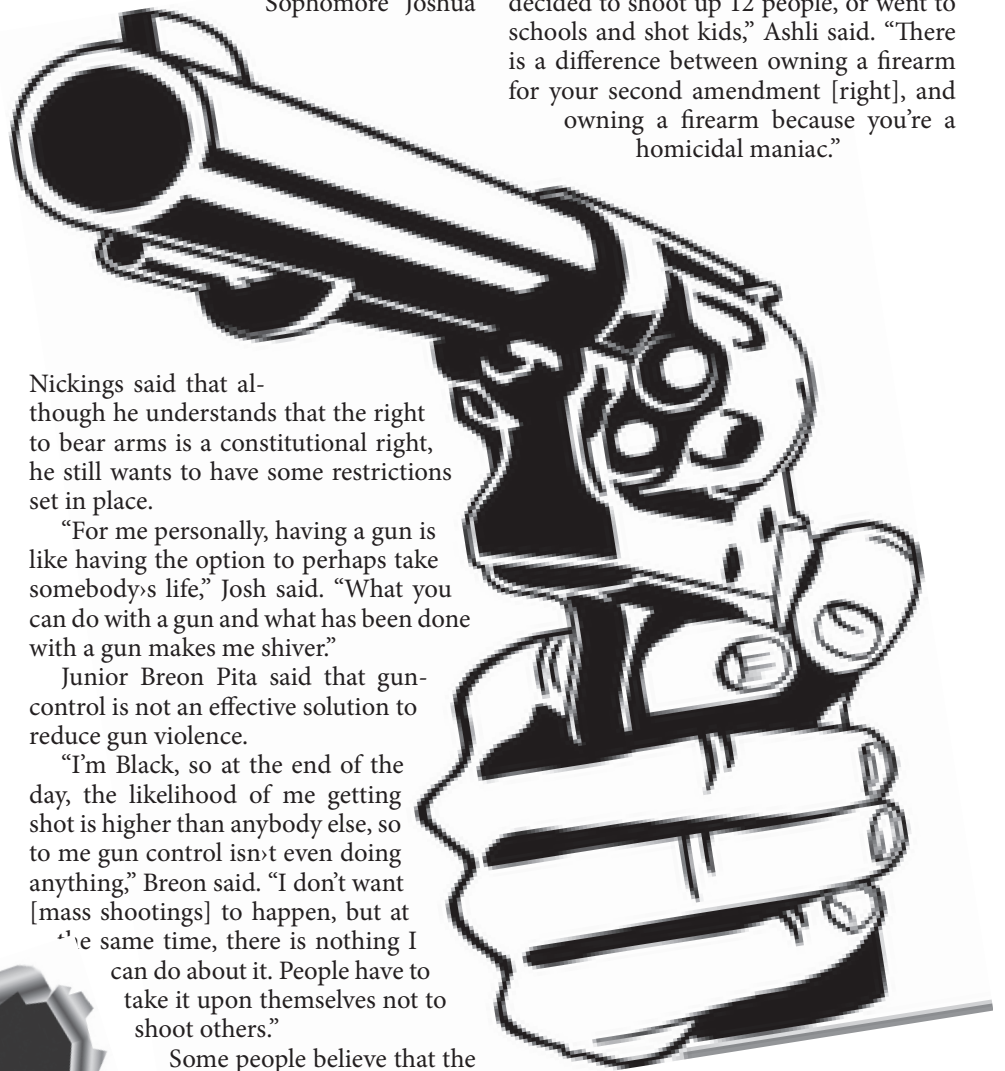 Sophomore Joshua
Nickings said that al-
though he understands that the right
to bear arms is a constitutional right,
he still wants to have some restrictions
set in place.
“For me personally, having a gun is
like having the option to perhaps take
somebody›s life,” Josh said. “What you
can do with a gun and what has been done
with a gun makes me shiver.”
Junior Breon Pita said that gun-
control is not an effective solution to
reduce gun violence.
“I’m Black, so at the end of the
day, the likelihood of me getting
shot is higher than anybody else, so
to me gun control isn›t even doing
anything,” Breon said. “I don’t want
[mass shootings] to happen, but at
the same time, there is nothing I
can do about it. People have to
take it upon themselves not to
shoot others.”
Some people believe that the
decided to shoot up 12 people, or went to
schools and shot kids,” Ashli said. “There
is a difference between owning a firearm
for your second amendment [right], and
owning a firearm because you’re a
homicidal maniac.”